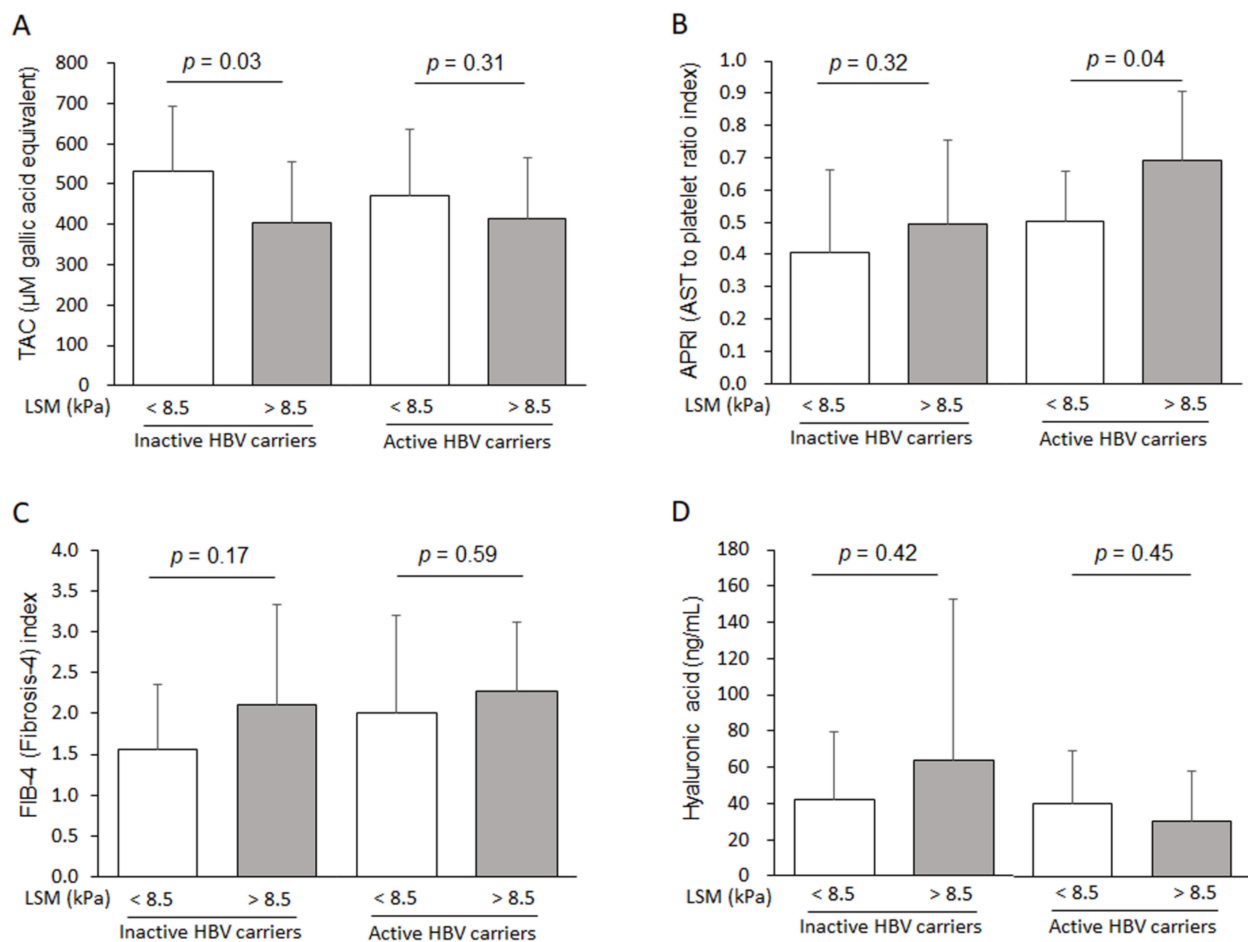 A
TAC (µM gallic acid equivalent)
800
700
600
500
400
300
200
100
0
p = 0.03
p = 0.31
LSM (kPa)
< 8.5
> 8.5
< 8.5
> 8.5
Inactive HBV carriers
Active HBV carriers
B
APRI (AST to platelet ratio index)
1.0
0.9
0.8
0.7
0.6
0.5
0.4
0.3
0.2
0.1
0.0
p = 0.32
p = 0.04
LSM (kPa)
< 8.5
> 8.5
< 8.5
> 8.5
Inactive HBV carriers
Active HBV carriers
C
FIB-4 (Fibrosis-4) index
4.0
3.5
3.0
2.5
2.0
1.5
1.0
0.5
0.0
p = 0.17
p = 0.59
LSM (kPa)
< 8.5
> 8.5
< 8.5
> 8.5
Inactive HBV carriers
Active HBV carriers
D
Hyaluronic acid (ng/mL)
180
160
140
120
100
80
60
40
20
0
p = 0.42
p = 0.45
LSM (kPa)
< 8.5
> 8.5
< 8.5
> 8.5
Inactive HBV carriers
Active HBV carriers